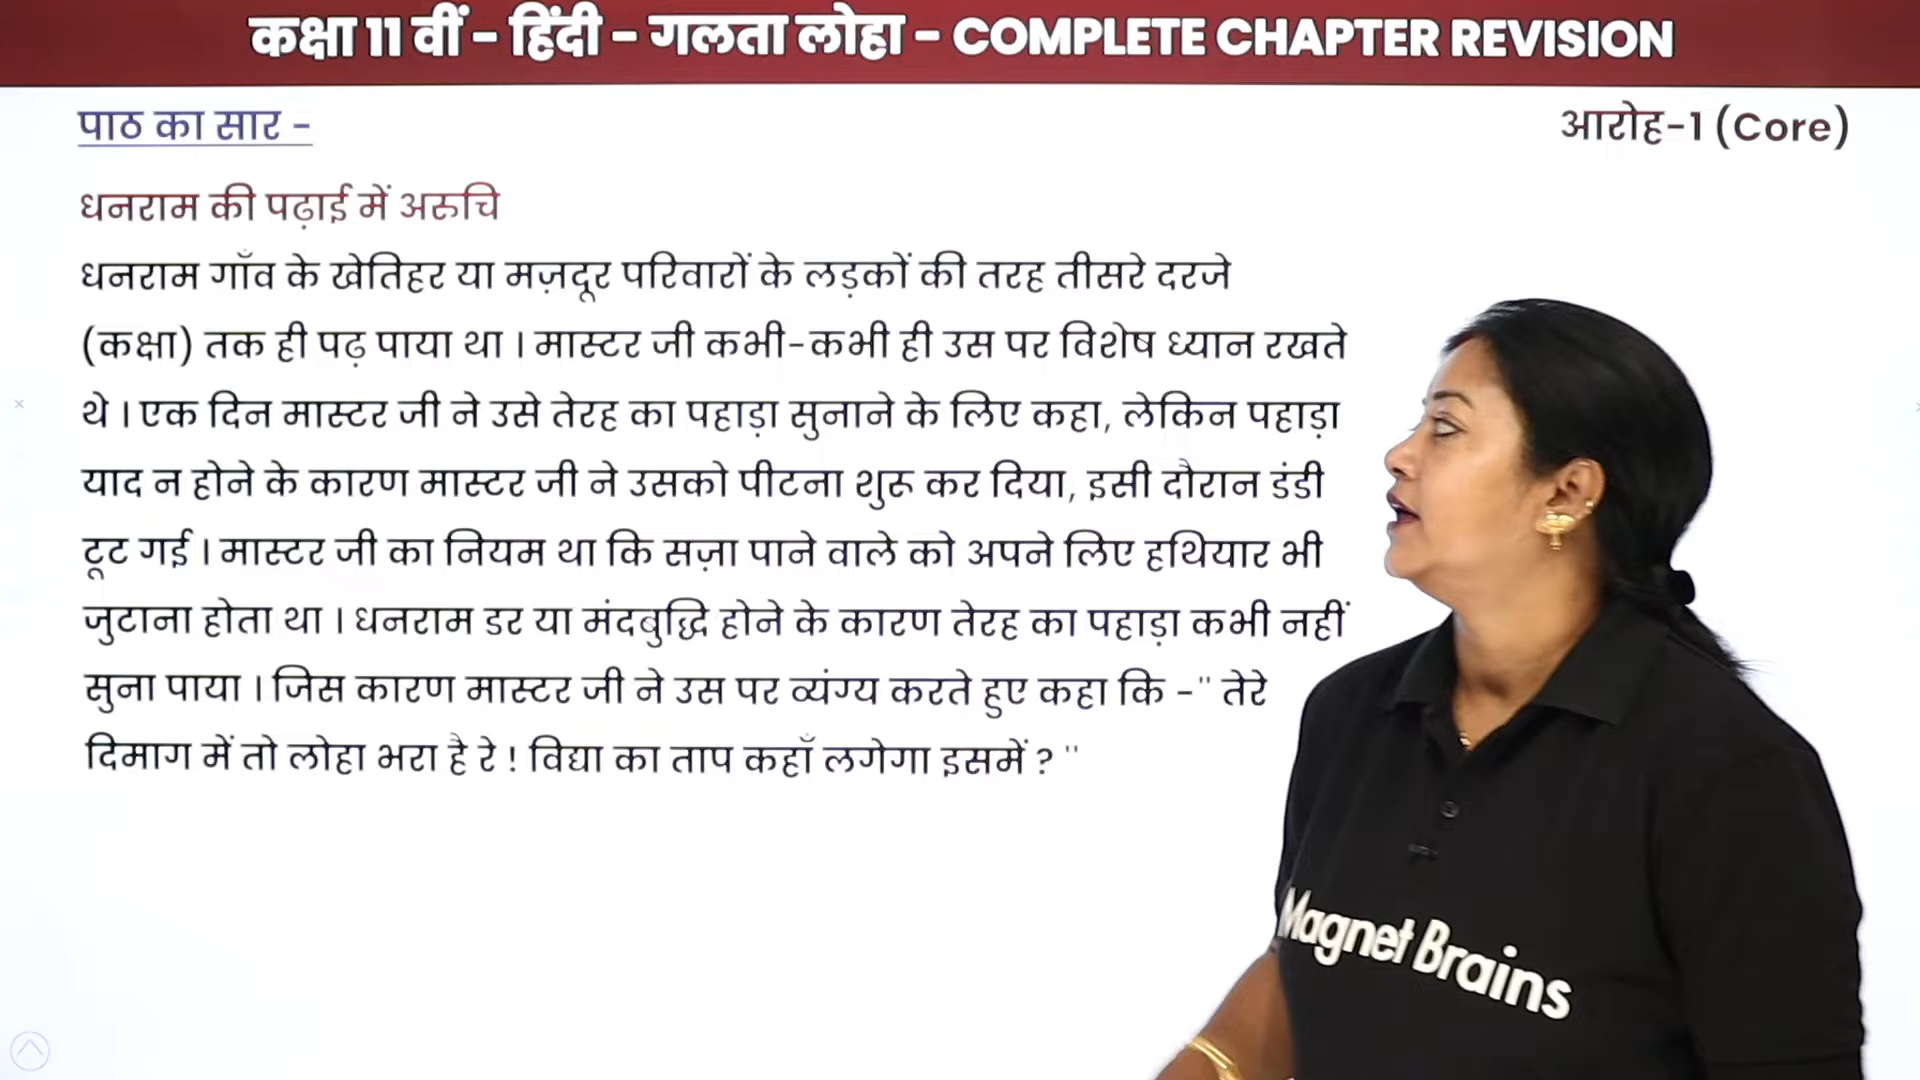 कक्षा 11 वीं - हिंदी - गलता लोहा - COMPLETE CHAPTER REVISION
पाठ का सार -
आरोह-1 (Core)
धनराम की पढ़ाई में अरुचि
धनराम गाँव के खेतिहर या मज़दूर परिवारों के लड़कों की तरह तीसरे दरजे
(कक्षा) तक ही पढ़ पाया था । मास्टर जी कभी-कभी ही उस पर विशेष ध्यान रखते
थे । एक दिन मास्टर जी ने उसे तेरह का पहाड़ा सुनाने के लिए कहा, लेकिन पहाड़ा
याद न होने के कारण मास्टर जी ने उसको पीटना शुरू कर दिया, इसी दौरान डंडी
टूट गई । मास्टर जी का नियम था कि सज़ा पाने वाले को अपने लिए हथियार भी
जुटाना होता था । धनराम डर या मंदबुद्धि होने के कारण तेरह का पहाड़ा कभी नहीं
सुना पाया । जिस कारण मास्टर जी ने उस पर व्यंग्य करते हुए कहा कि -" तेरे
दिमाग में तो लोहा भरा है रे ! विद्या का ताप कहाँ लगेगा इसमें ? "
Magnet Brains